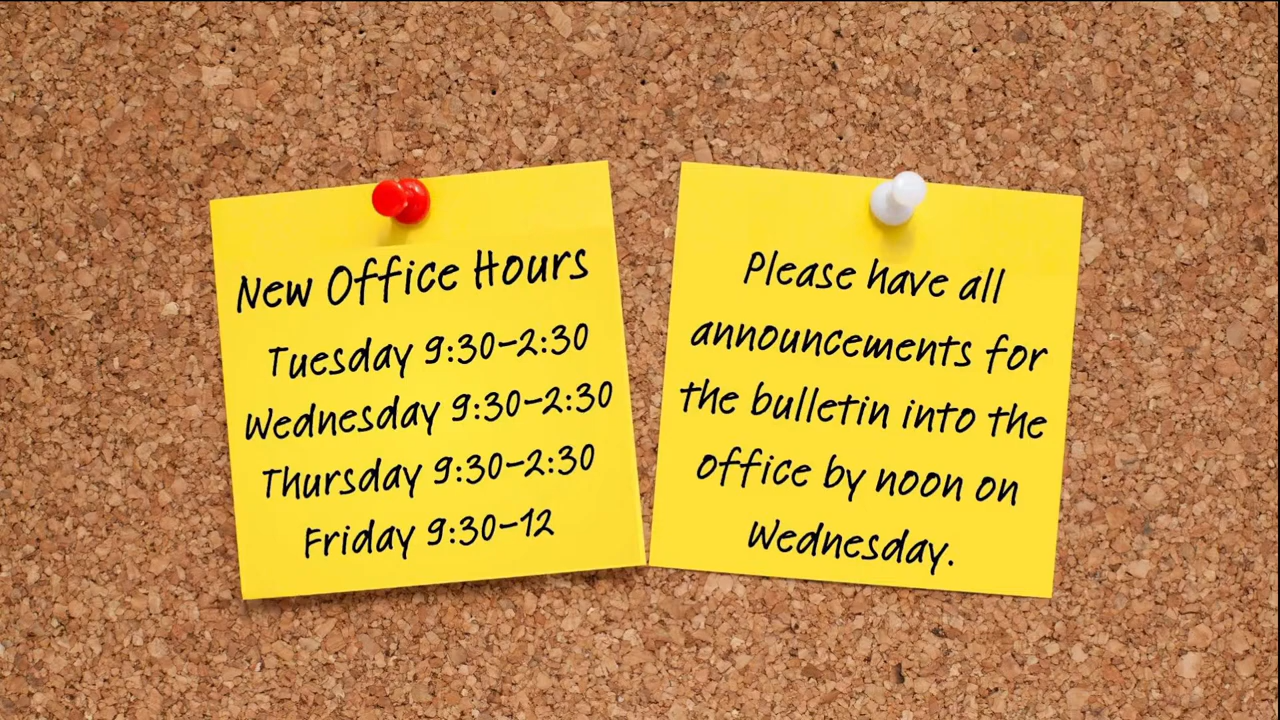 New Office Hours
Tuesday 9:30-2:30
Wednesday 9:30-2:30
Thursday 9:30-2:30
Friday 9:30-12
Please have all
announcements for
the bulletin into the
office by noon on
Wednesday.